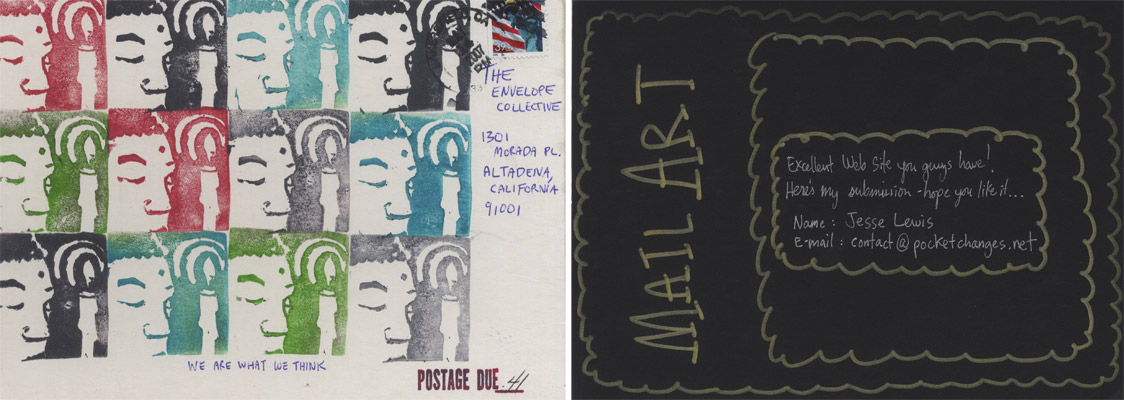 THE
ENVELOPE
COLLECTIVE
1301
MORADA PL.
ALTADENA,
CALIFORNIA
91001
WE ARE WHAT WE THINK
POSTAGE DUE .41
MAIL ART
Excellent Web Site you guys have!
Here's my submission - hope you like it...
Name : Jesse Lewis
E-mail : contact@pocketchanges.net